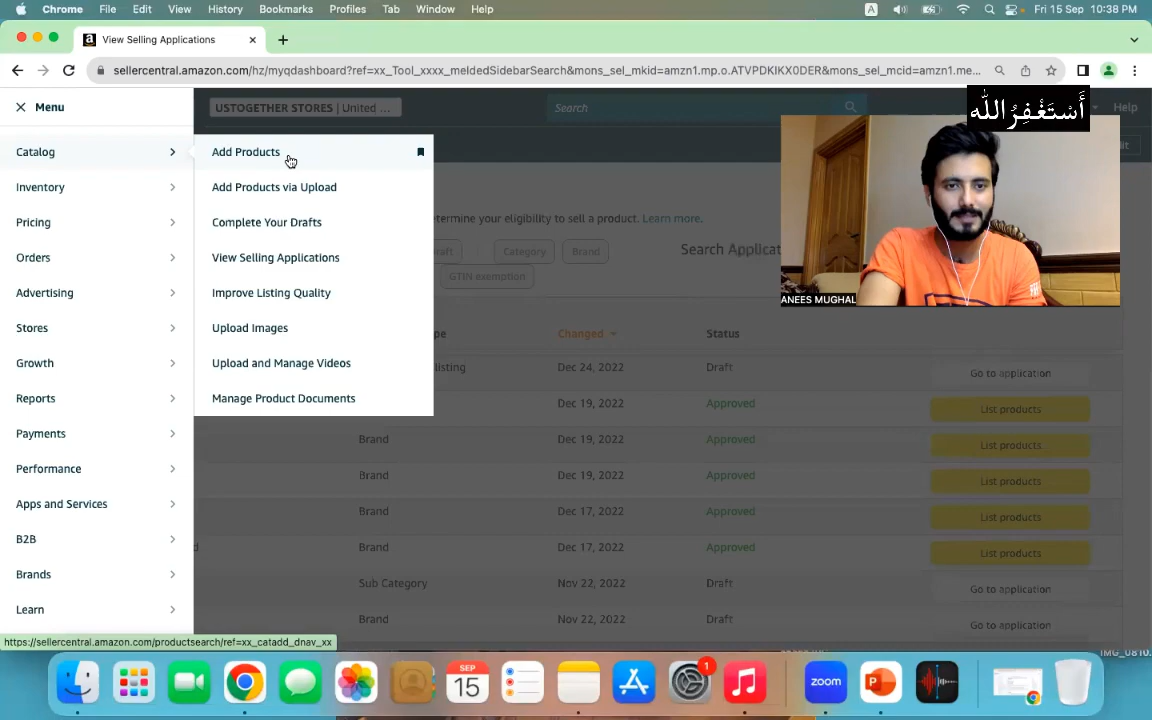 Chrome File Edit View History Bookmarks Profiles Tab Window Help
A Fri 15 Sep 10:38 PM
a View Selling Applications
sellercentral.amazon.com/hz/myqdashboard?ref=xx_Tool_xxxx_meldedSidebarSearch&mons_sel_mkid=amzn1.mp.o.ATVPDKIKX0DER&mons_sel_mcid=amzn1.me...
Menu
USTOGETHER STORES | United ...
Search
Help
أَسْتَغْفِرُ اللّٰه
Catalog
Inventory
Pricing
Orders
Advertising
Stores
Growth
Reports
Payments
Performance
Apps and Services
B2B
Brands
Learn
Add Products
Add Products via Upload
Complete Your Drafts
View Selling Applications
Improve Listing Quality
Upload Images
Upload and Manage Videos
Manage Product Documents
etermine your eligibility to sell a product. Learn more.
raft Category Brand
GTIN exemption
Search Applicat
ANEES MUGHAL
pe Changed Status
listing Dec 24, 2022 Draft Go to application
Dec 19, 2022 Approved List products
Brand Dec 19, 2022 Approved List products
Brand Dec 19, 2022 Approved List products
Brand Dec 17, 2022 Approved List products
Brand Dec 17, 2022 Approved List products
Sub Category Nov 22, 2022 Draft Go to application
Brand Nov 22, 2022 Draft Go to application
https://sellercentral.amazon.com/productsearch/ref=xx_catadd_dnav_xx
IMG_0810.
SEP
15
1
zoom